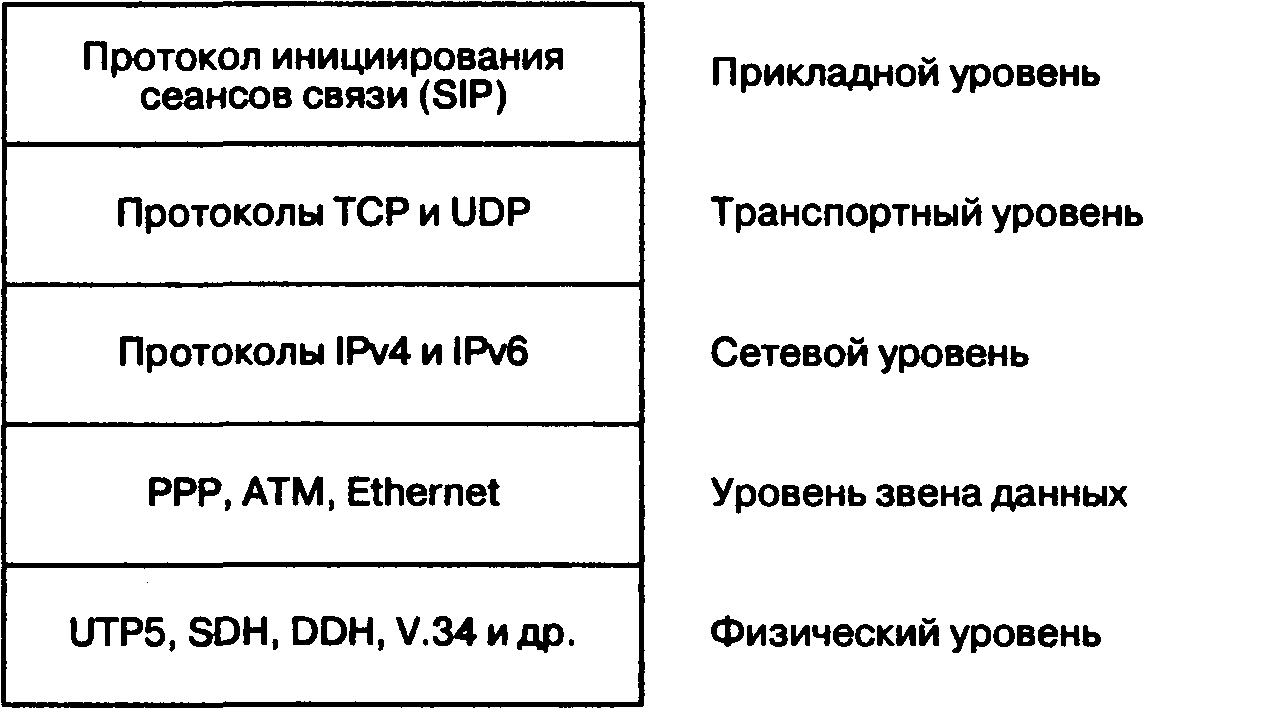 Протокол инициирования
сеансов связи (SIP)
Прикладной уровень
Протоколы TCP и UDP
Транспортный уровень
Протоколы IPv4 и IPv6
Сетевой уровень
PPP, ATM, Ethernet
Уровень звена данных
UTP5, SDH, DDH, V.34 и др.
Физический уровень